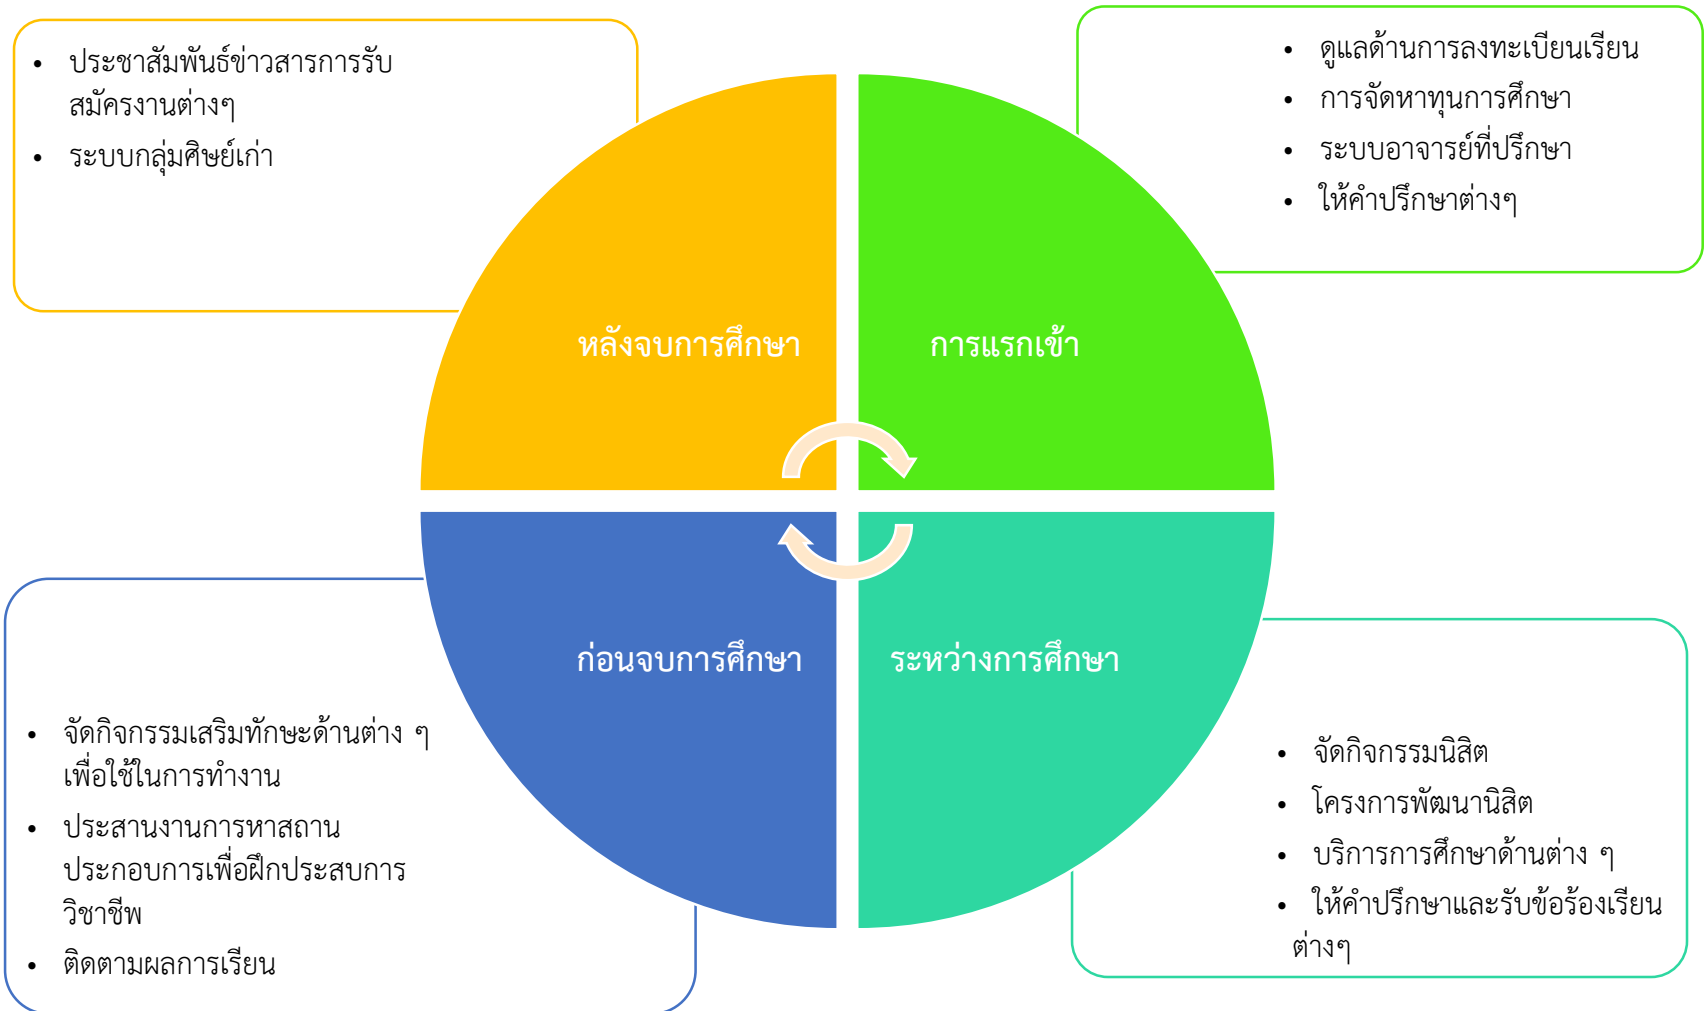 ประชาสัมพันธ์ข่าวสารการรับ
สมัครงานต่างๆ
ระบบกลุ่มศิษย์เก่า
ดูแลด้านการลงทะเบียนเรียน
การจัดหาทุนการศึกษา
ระบบอาจารย์ที่ปรึกษา
ให้คำปรึกษาต่างๆ
หลังจบการศึกษา
การแรกเข้า
ก่อนจบการศึกษา
ระหว่างการศึกษา
จัดกิจกรรมเสริมทักษะด้านต่าง ๆ
เพื่อใช้ในการทำงาน
ประสานงานการหาสถาน
ประกอบการเพื่อฝึกประสบการ
วิชาชีพ
ติดตามผลการเรียน
จัดกิจกรรมนิสิต
โครงการพัฒนานิสิต
บริการการศึกษาด้านต่าง ๆ
ให้คำปรึกษาและรับข้อร้องเรียน
ต่างๆ